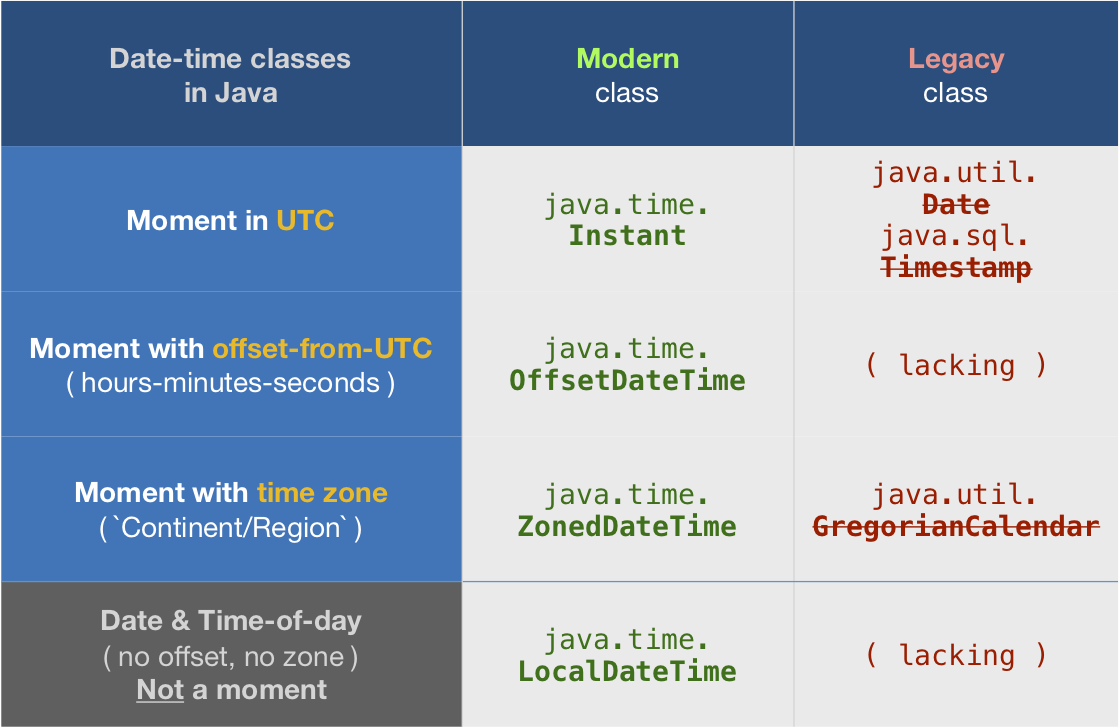 Date-time classes
in Java
Modern
class
Legacy
class
Moment in UTC
java.time.
Instant
java.util.
Date
java.sql.
Timestamp
Moment with offset-from-UTC
( hours-minutes-seconds )
java.time.
OffsetDateTime
( lacking )
Moment with time zone
( `Continent/Region` )
java.time.
ZonedDateTime
java.util.
GregorianCalendar
Date & Time-of-day
( no offset, no zone )
Not a moment
java.time.
LocalDateTime
( lacking )